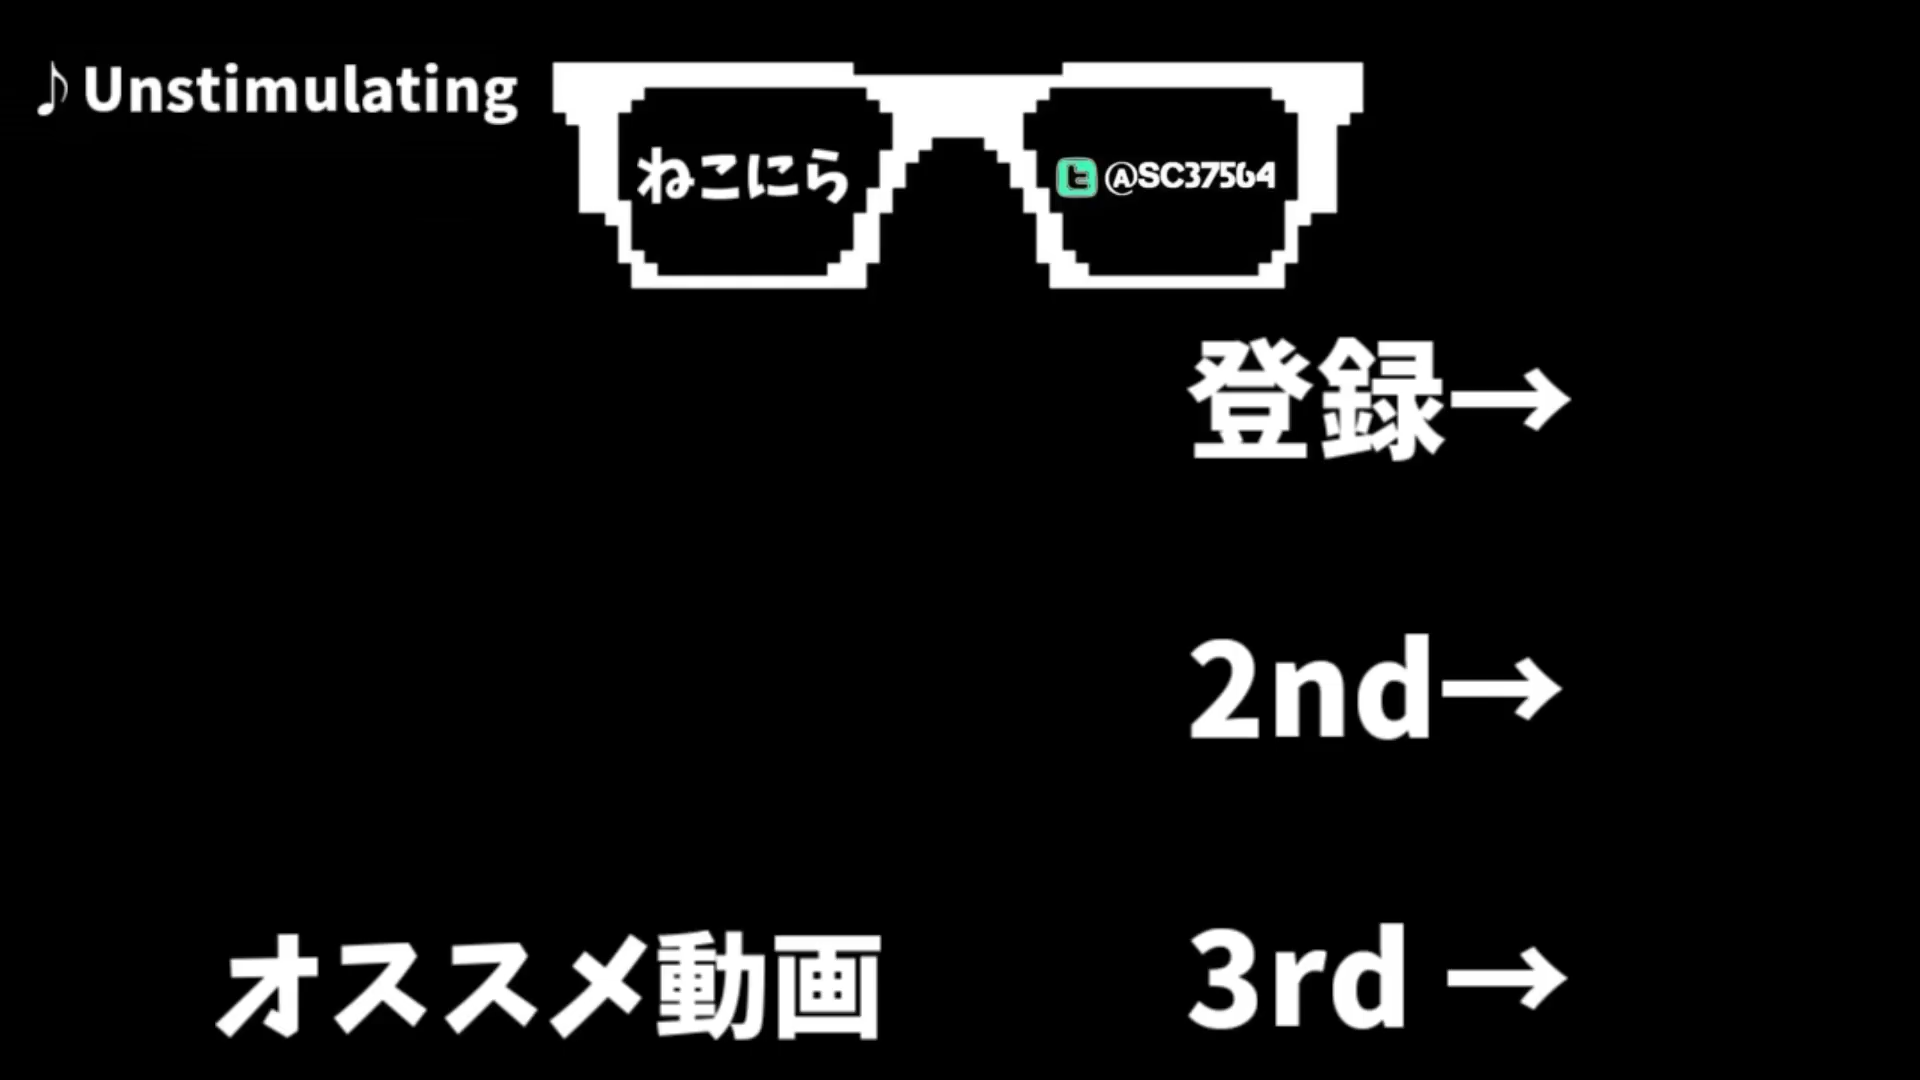 ♪Unstimulating
ねこにら
@SC37564
登録→
2nd→
オススメ動画
3rd →